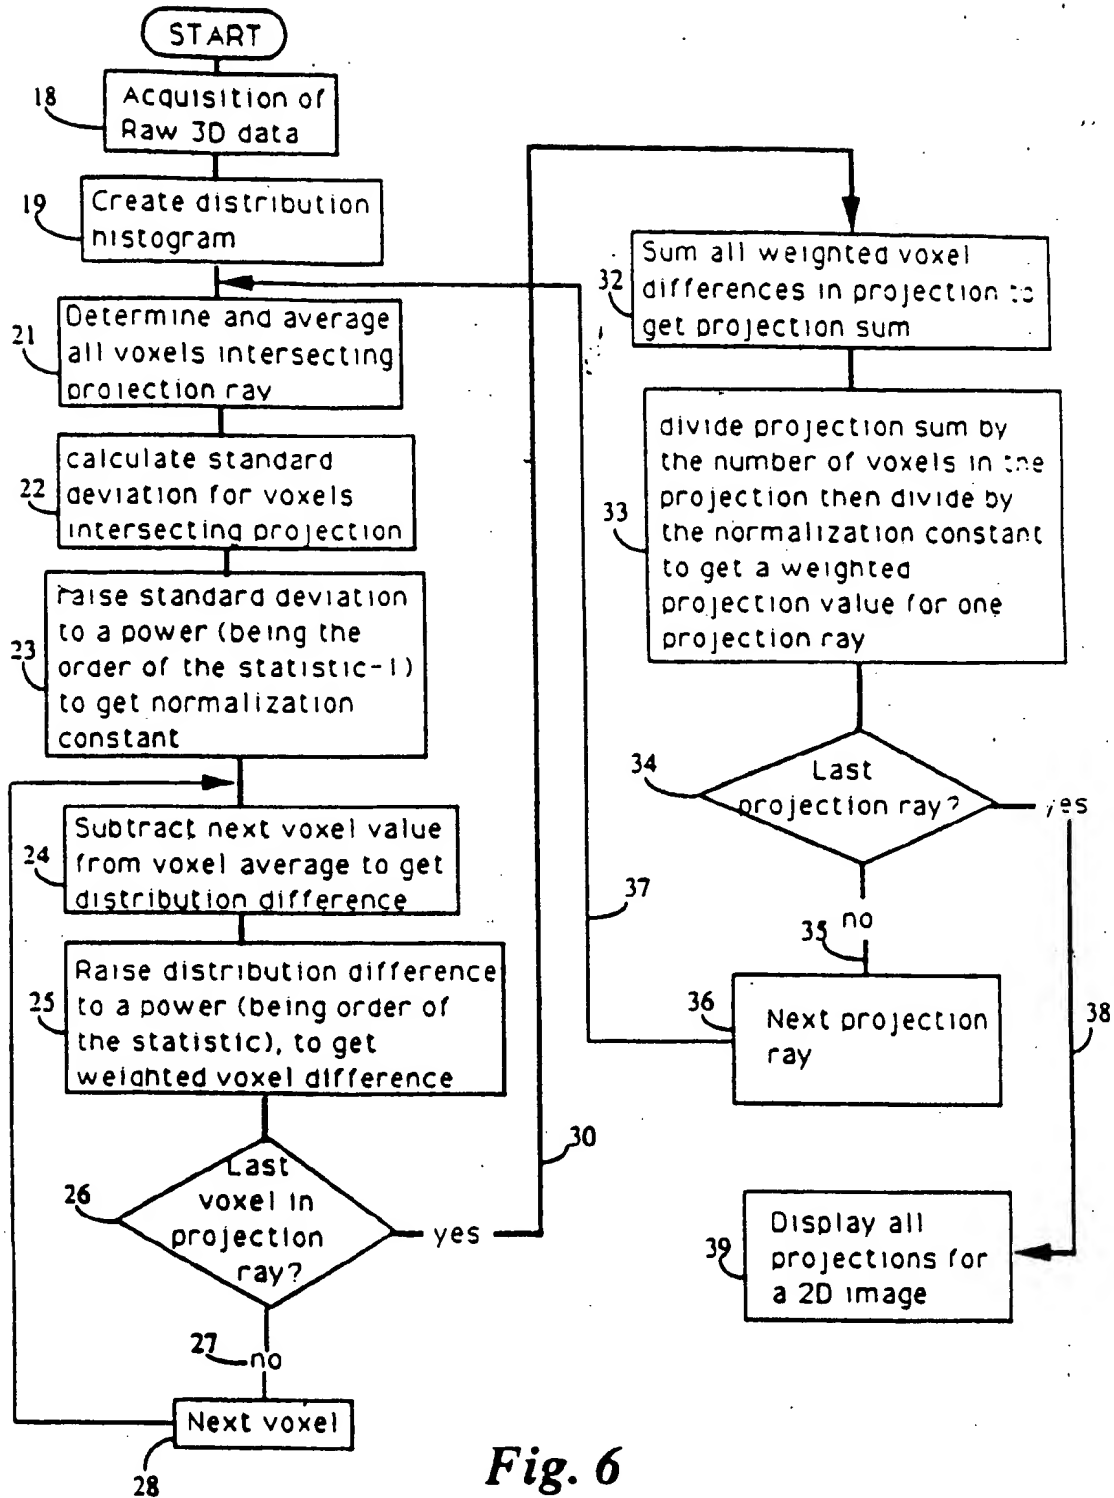 START
18
Acquisition of
Raw 3D data
19
Create distribution
histogram
21
Determine and average
all voxels intersecting
projection ray
22
calculate standard
deviation for voxels
intersecting projection
23
raise standard deviation
to a power (being the
order of the statistic-1)
to get normalization
constant
24
Subtract next voxel value
from voxel average to get
distribution difference
25
Raise distribution difference
to a power (being order of
the statistic), to get
weighted voxel difference
26
Last
voxel in
projection
ray?
yes
30
27
no
Next voxel
28
32
Sum all weighted voxel
differences in projection to
get projection sum
33
divide projection sum by
the number of voxels in the
projection then divide by
the normalization constant
to get a weighted
projection value for one
projection ray
34
Last
projection ray?
yes
37
no
35
36
Next projection
ray
38
39
Display all
projections for
a 2D image
Fig. 6